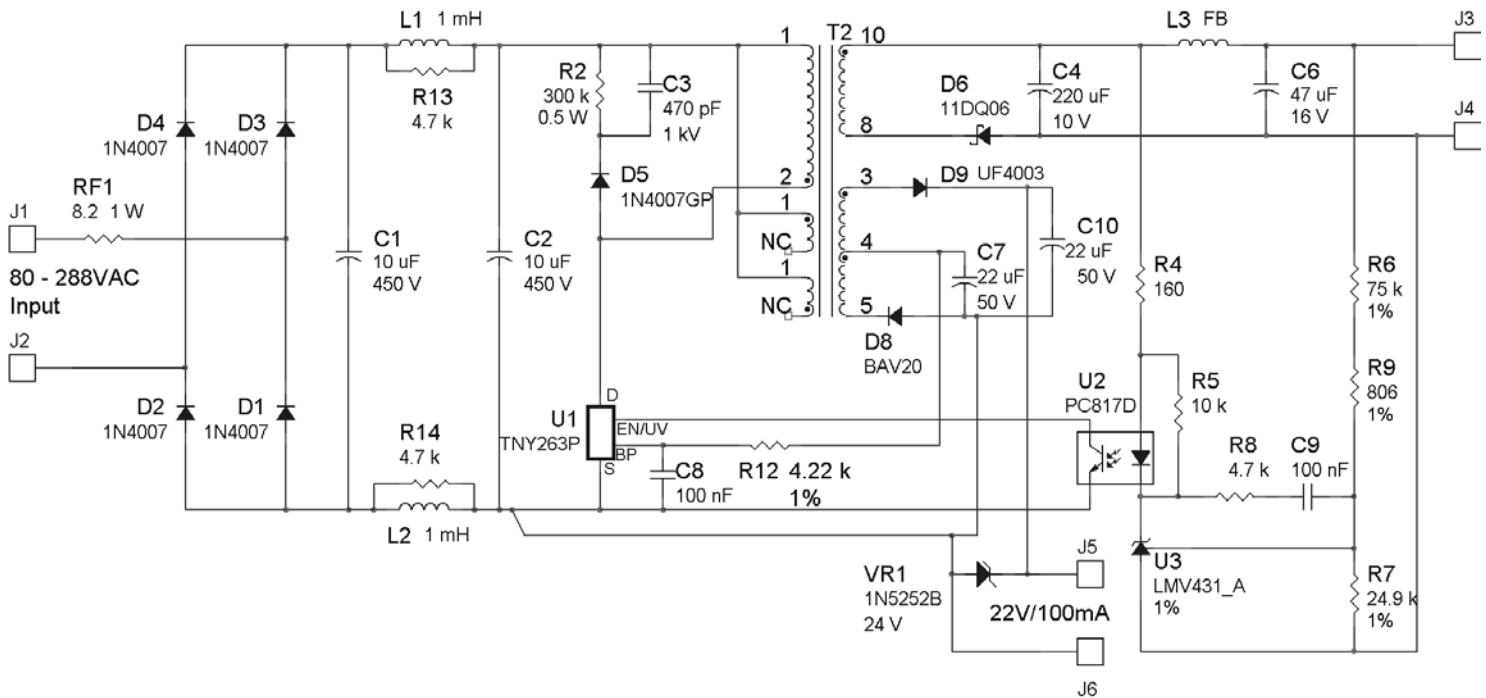 L1 1 mH
R13
4.7 k
D4
1N4007
D3
1N4007
RF1
8.2 1 W
J1
80 - 288VAC
Input
J2
D2
1N4007
D1
1N4007
C1
10 uF
450 V
R14
4.7 k
L2 1 mH
C2
10 uF
450 V
R2
300 k
0.5 W
C3
470 pF
1 kV
D5
1N4007GP
U1
TNY263P
D
EN/UV
BP
S
C8
100 nF
R12 4.22 k
1%
1
2
1
NC
1
NC
T2
10
8
3
4
5
D6
11DQ06
D9 UF4003
C7
22 uF
50 V
C10
22 uF
50 V
D8
BAV20
C4
220 uF
10 V
L3 FB
C6
47 uF
16 V
J3
J4
R4
160
R6
75 k
1%
R9
806
1%
U2
PC817D
R5
10 k
R8
4.7 k
C9
100 nF
U3
LMV431_A
1%
R7
24.9 k
1%
VR1
1N5252B
24 V
J5
22V/100mA
J6